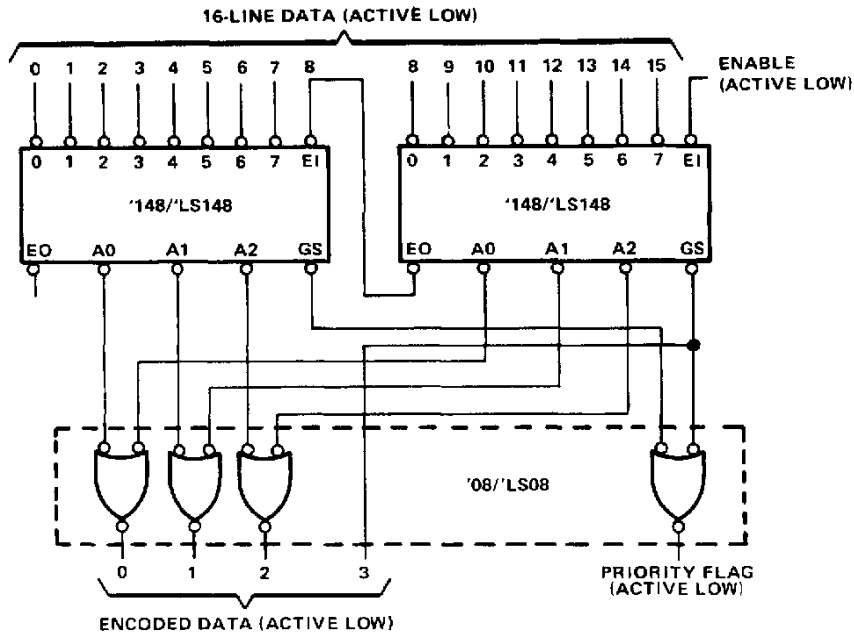 16-LINE DATA (ACTIVE LOW)
0 1 2 3 4 5 6 7 8 8 9 10 11 12 13 14 15 ENABLE
(ACTIVE LOW)
0 1 2 3 4 5 6 7 EI 0 1 2 3 4 5 6 7 EI
'148/'LS148 '148/'LS148
EO A0 A1 A2 GS EO A0 A1 A2 GS
'08/'LS08
0 1 2 3 PRIORITY FLAG
(ACTIVE LOW)
ENCODED DATA (ACTIVE LOW)